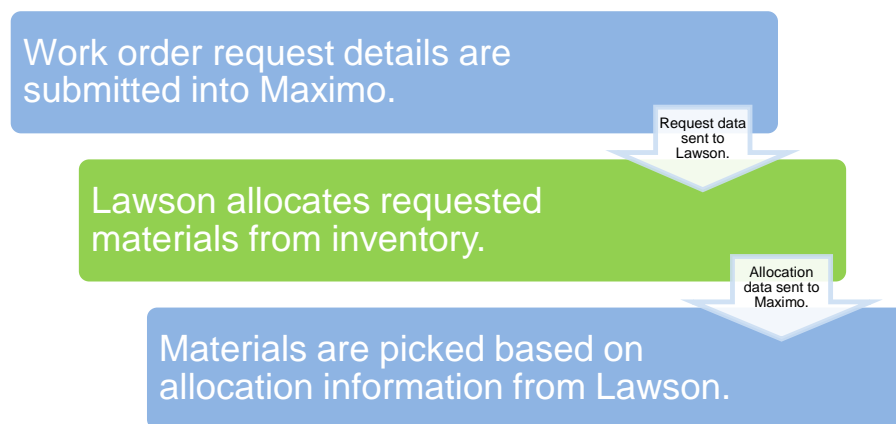 Work order request details are
submitted into Maximo.
Request data
sent to
Lawson.
Lawson allocates requested
materials from inventory.
Allocation
data sent to
Maximo.
Materials are picked based on
allocation information from Lawson.